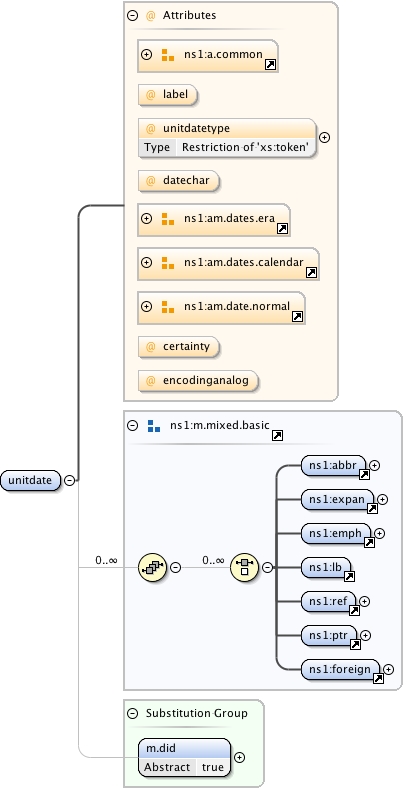 Attributes
ns1:a.common
label
unitdatetype
Type Restriction of 'xs:token'
datechar
ns1:am.dates.era
ns1:am.dates.calendar
ns1:am.date.normal
certainty
encodinganalog
ns1:m.mixed.basic
ns1:abbr
ns1:expan
unitdate
ns1:emph
0..∞ 0..∞
ns1:lb
ns1:ref
ns1:ptr
ns1:foreign
Substitution Group
m.did
Abstract true